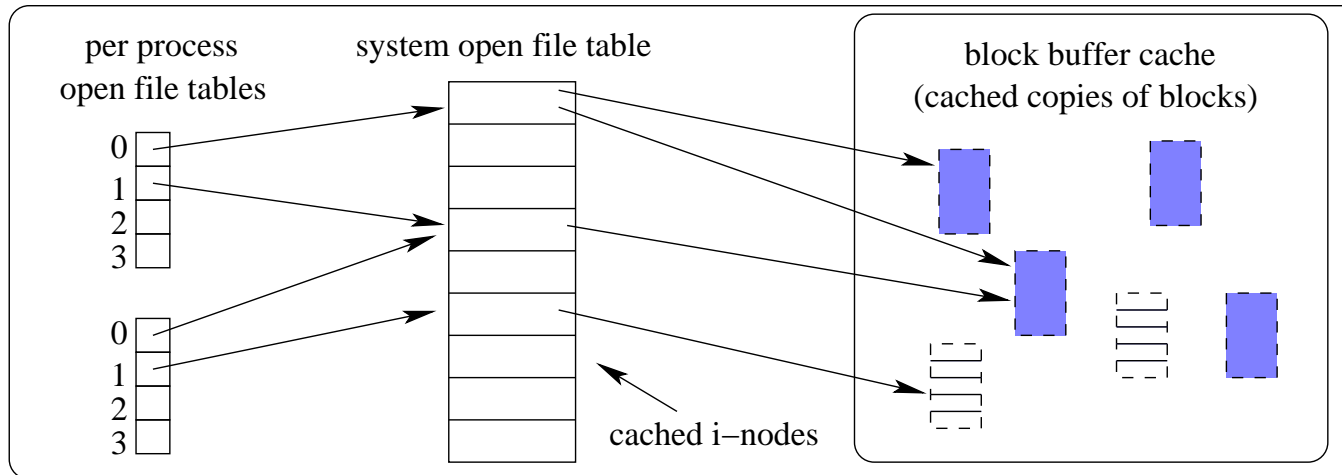 per process
open file tables
0
1
2
3
0
1
2
3
system open file table
cached i−nodes
block buffer cache
(cached copies of blocks)